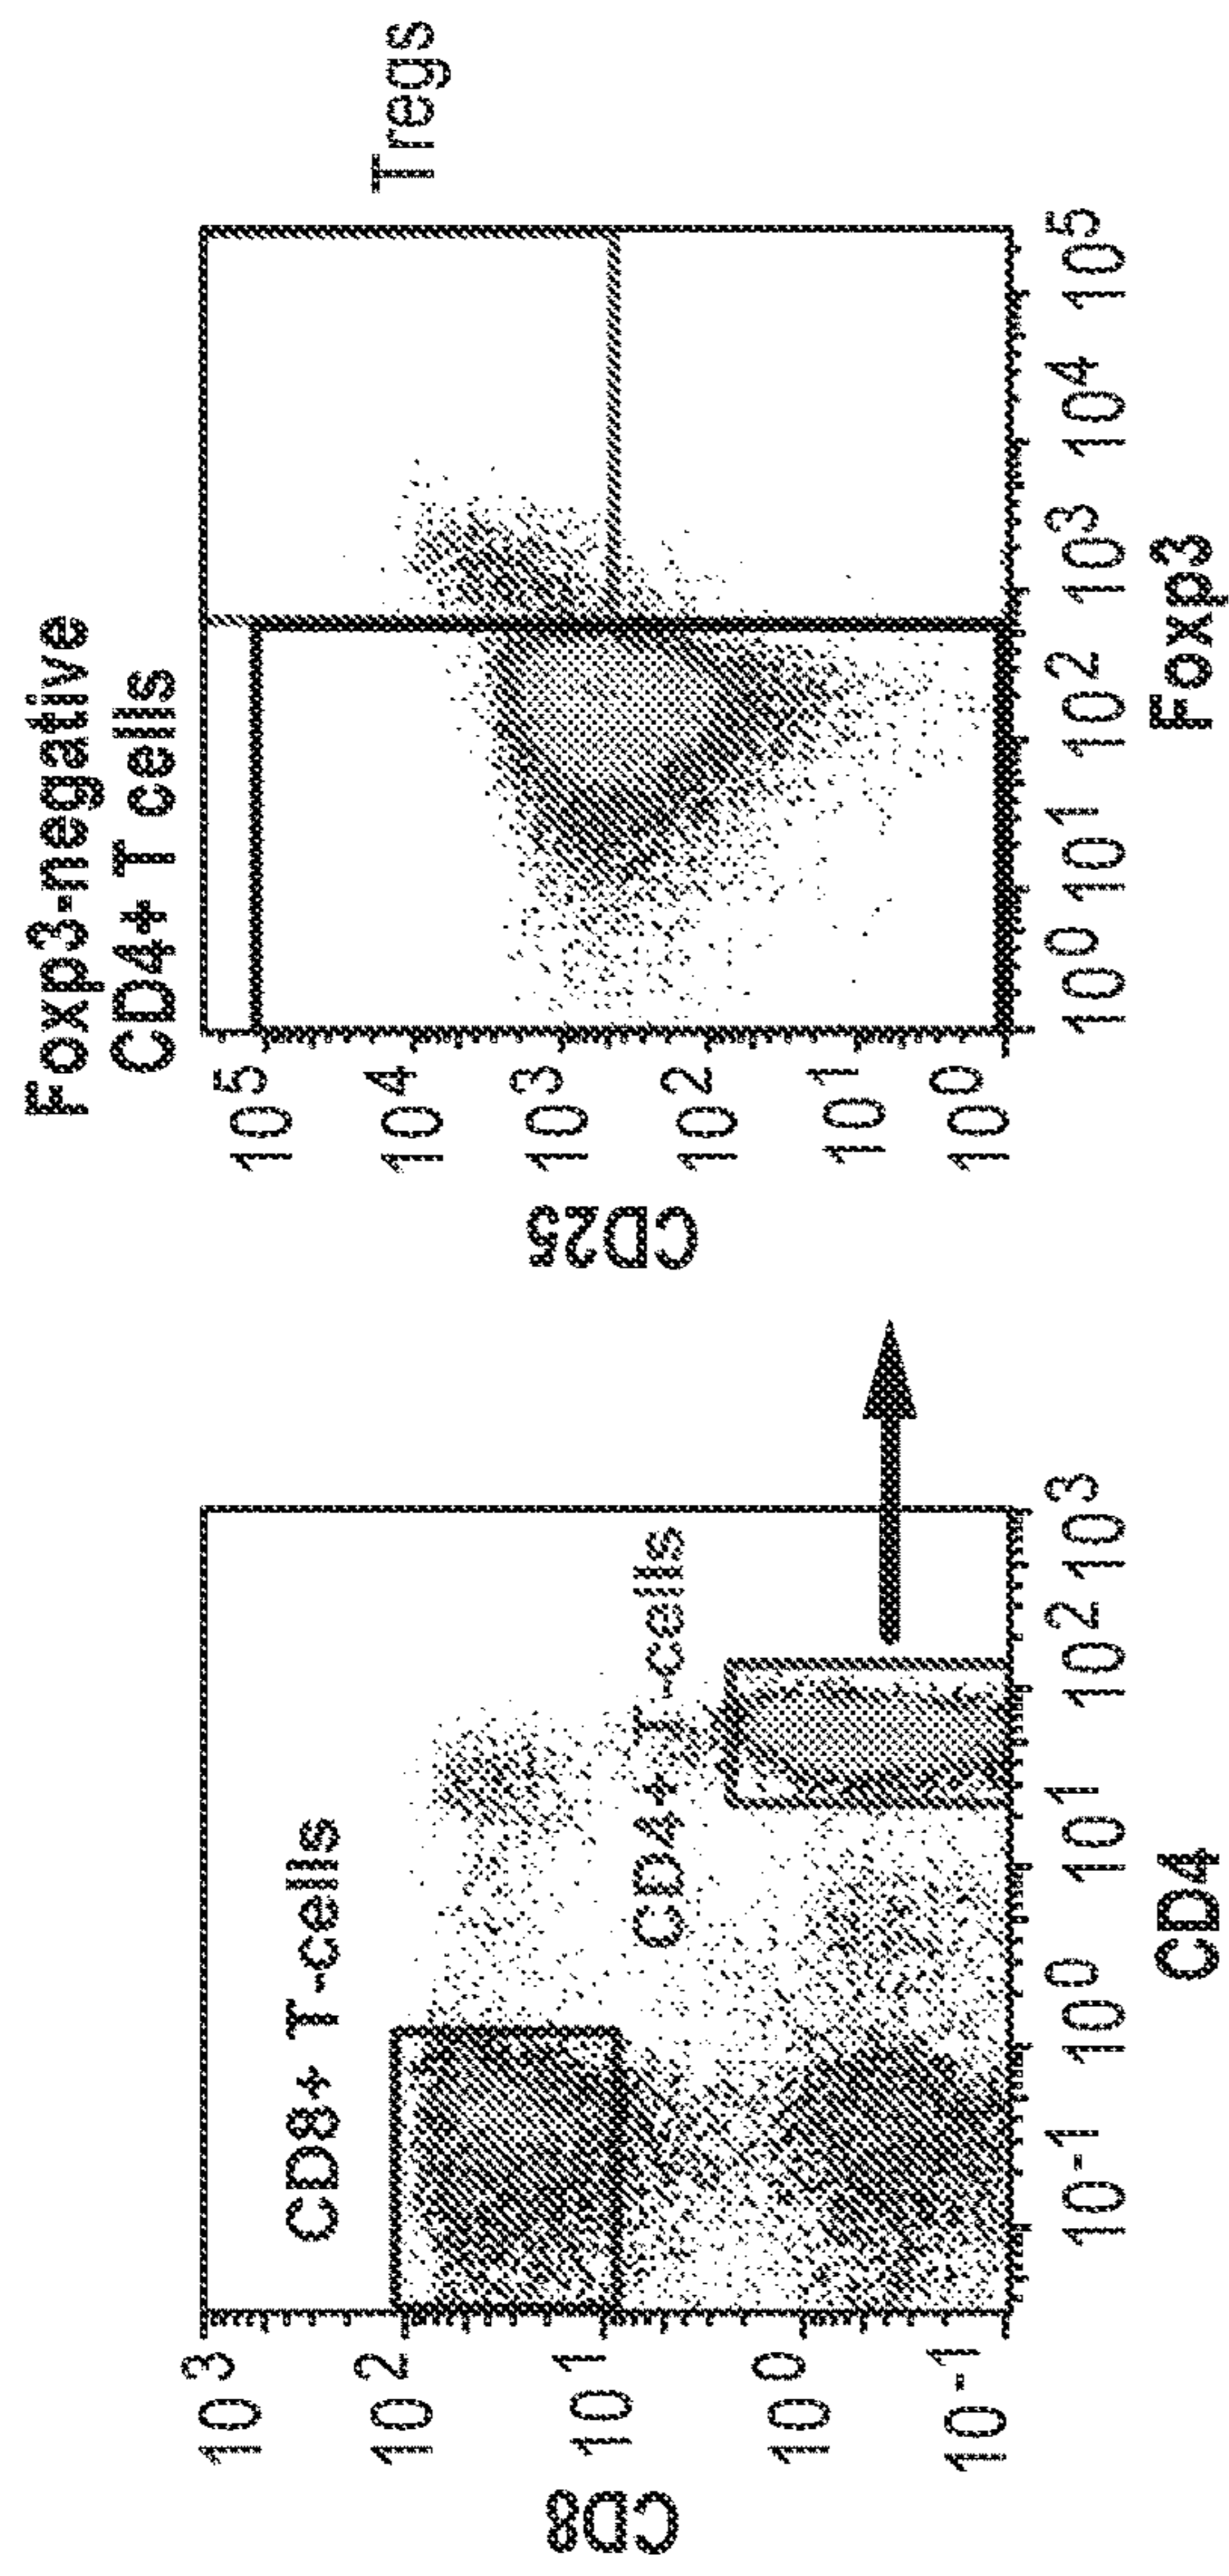 CD8
10^3
10^2
10^1
10^0
10^-1
CD8+ T-cells
CD4+ T-cells
10^-1 10^0 10^1 10^2 10^3
CD4
Foxp3-negative
CD4+ T cells
Tregs
CD25
10^5
10^4
10^3
10^2
10^1
10^0
10^0 10^1 10^2 10^3 10^4 10^5
Foxp3